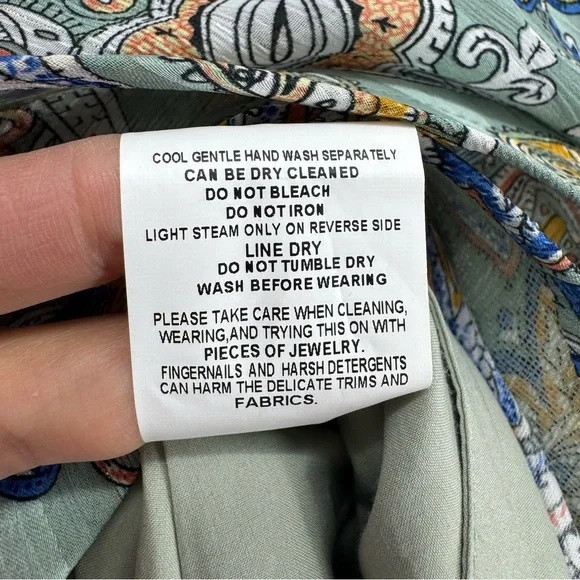 COOL GENTLE HAND WASH SEPARATELY
CAN BE DRY CLEANED
DO NOT BLEACH
DO NOT IRON
LIGHT STEAM ONLY ON REVERSE SIDE
LINE DRY
DO NOT TUMBLE DRY
WASH BEFORE WEARING
PLEASE TAKE CARE WHEN CLEANING,
WEARING,AND TRYING THIS ON WITH
PIECES OF JEWELRY.
FINGERNAILS AND HARSH DETERGENTS
CAN HARM THE DELICATE TRIMS AND
FABRICS.